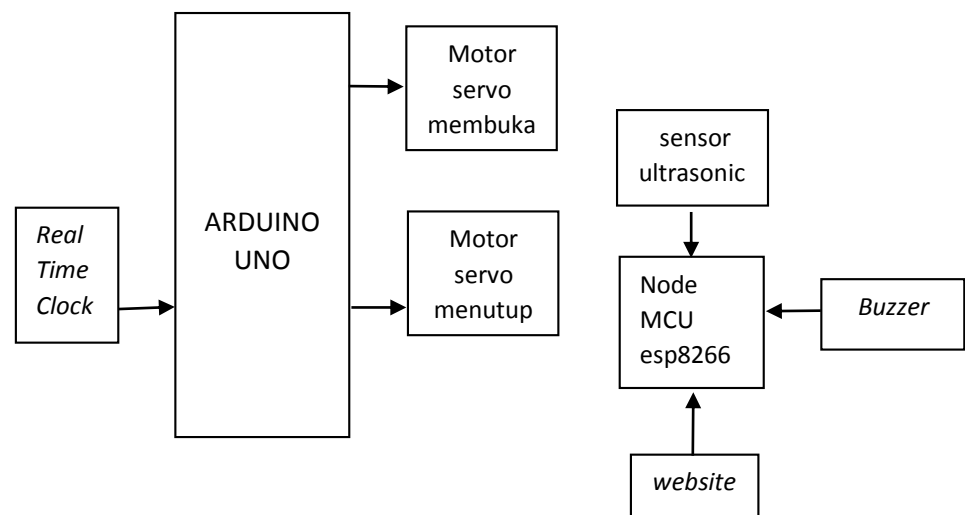 Real
Time
Clock
ARDUINO
UNO
Motor
servo
membuka
Motor
servo
menutup
sensor
ultrasonic
Node
MCU
esp8266
Buzzer
website